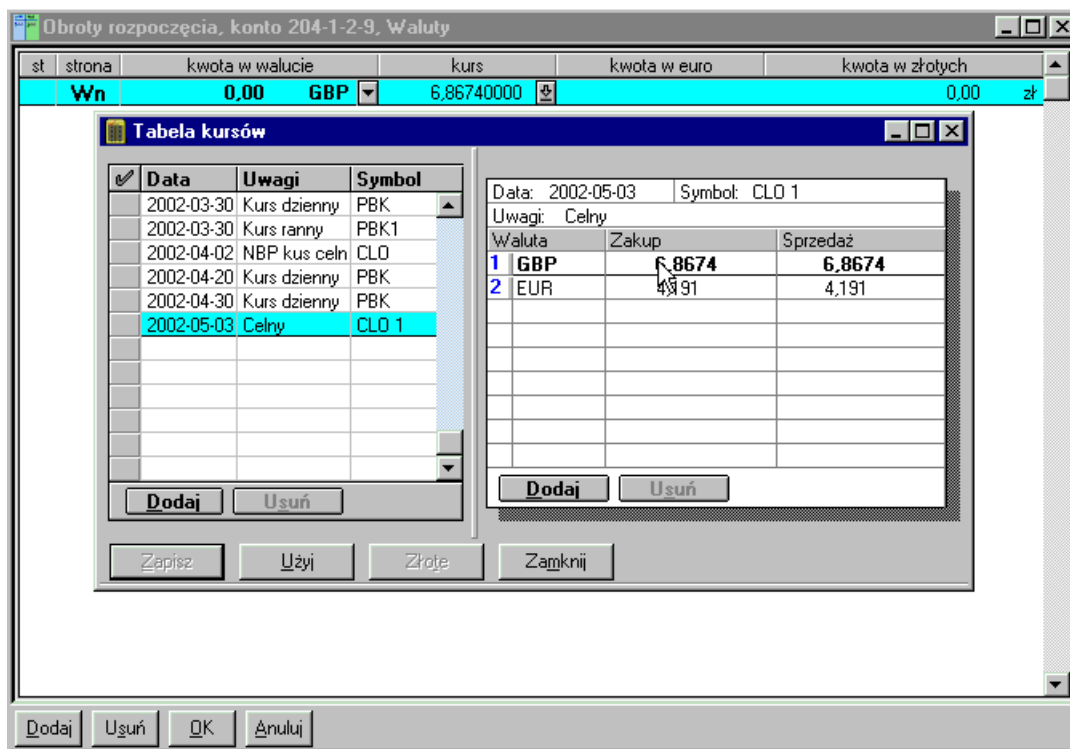 Obroty rozpoczęcia, konto 204-1-2-9, Waluty
st strona kwota w walucie kurs kwota w euro kwota w złotych
Wn 0,00 GBP 6,86740000 0,00 zł
Tabela kursów
Data Uwagi Symbol
2002-03-30 Kurs dzienny PBK
2002-03-30 Kurs ranny PBK1
2002-04-02 NBP kus celn CLO
2002-04-20 Kurs dzienny PBK
2002-04-30 Kurs dzienny PBK
2002-05-03 Celny CLO 1
Dodaj Usuń
Data: 2002-05-03 Symbol: CLO 1
Uwagi: Celny
Waluta Zakup Sprzedaż
1 GBP 6,8674 6,8674
2 EUR 4,191 4,191
Dodaj Usuń
Zapisz Użyj Złote Zamknij
Dodaj Usuń OK Anuluj